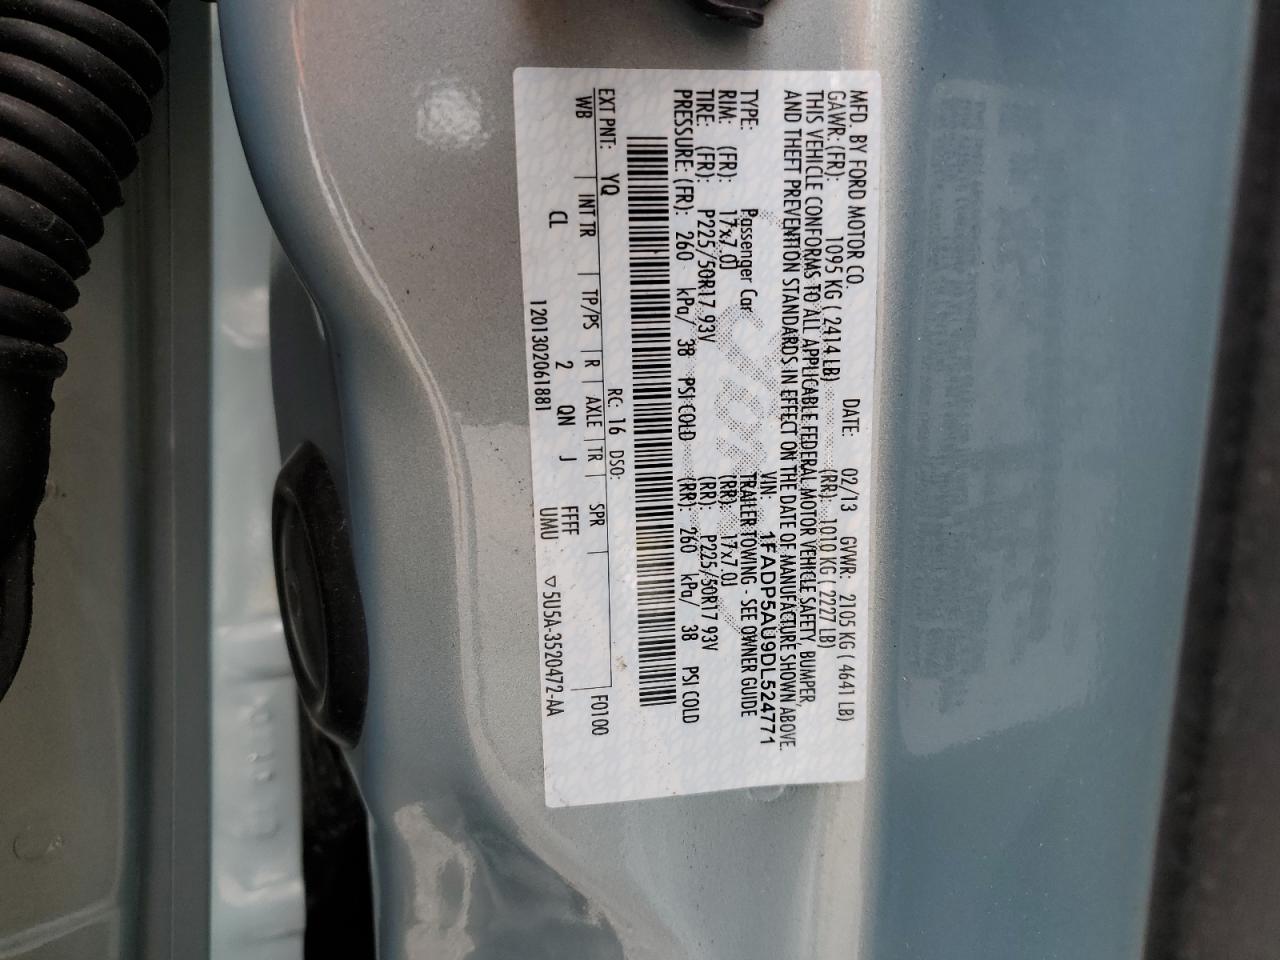 MFD. BY FORD MOTOR CO.
DATE: 02/13 GVWR: 2105 KG ( 4641 LB)
GAWR: (FR): 1095 KG ( 2414 LB) (RR): 1010 KG ( 2227 LB)
THIS VEHICLE CONFORMS TO ALL APPLICABLE FEDERAL MOTOR VEHICLE SAFETY, BUMPER,
AND THEFT PREVENTION STANDARDS IN EFFECT ON THE DATE OF MANUFACTURE SHOWN ABOVE.
VIN: 1FADP5AU9DL524771
TYPE: Passenger Car TRAILER TOWING - SEE OWNER GUIDE
RIM: (FR): 17x7.0J (RR): 17x7.0J
TIRE: (FR): P225/50R17 93V (RR): P225/50R17 93V
PRESSURE: (FR): 260 kPa/ 38 PSI COLD (RR): 260 kPa/ 38 PSI COLD
EXT PNT: YQ RC: 16 DSO: F0100
WB INT TR TP/PS R AXLE TR SPR
CL 2 QN J FFFF
UMU
1201302061881 ▽5U5A-3520472-AA